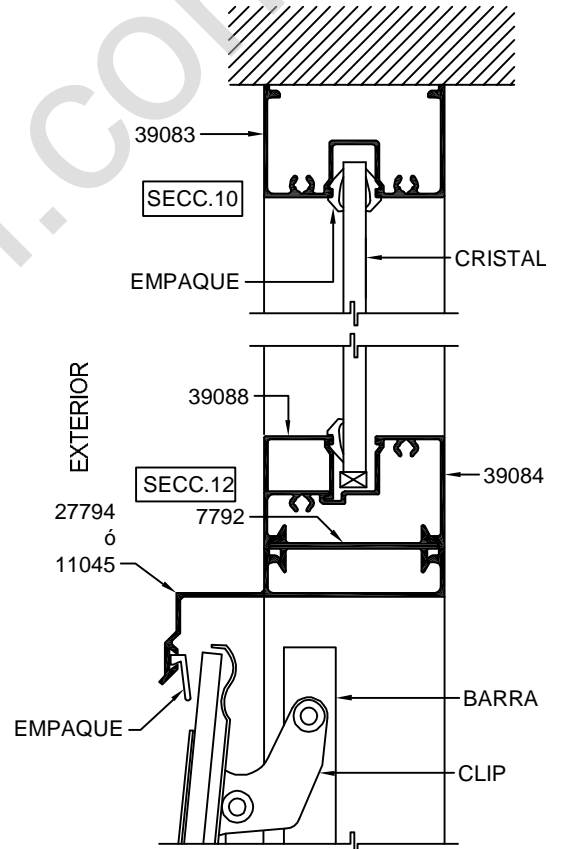 39083
SECC.10
EMPAQUE
CRISTAL
39088
EXTERIOR
SECC.12
39084
27794
ó
11045
7792
EMPAQUE
BARRA
CLIP